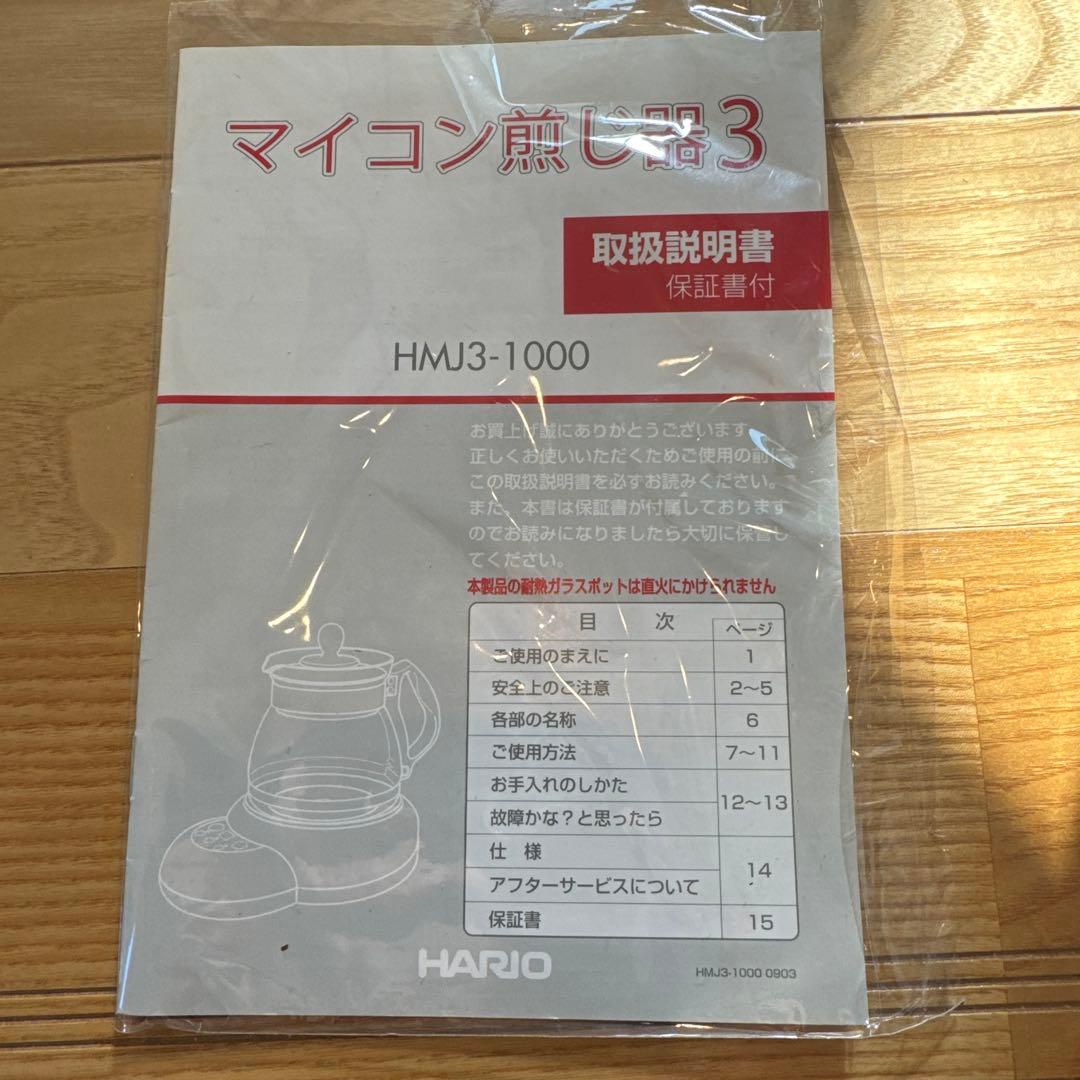 マイコン煎じ器3
取扱説明書
保証書付
HMJ3-1000
お買上げ誠にありがとうございます
正しくお使いいただくためご使用の前に
この取扱説明書を必ずお読みください。
また、本書は保証書が付属しております
のでお読みになりましたら大切に保管し
てください。
本製品の耐熱ガラスポットは直火にかけられません
目 次 ページ
ご使用のまえに 1
安全上のご注意 2〜5
各部の名称 6
ご使用方法 7〜11
お手入れのしかた 12〜13
故障かな？と思ったら
仕 様 14
アフターサービスについて
保証書 15
HARIO
HMJ3-1000 0903